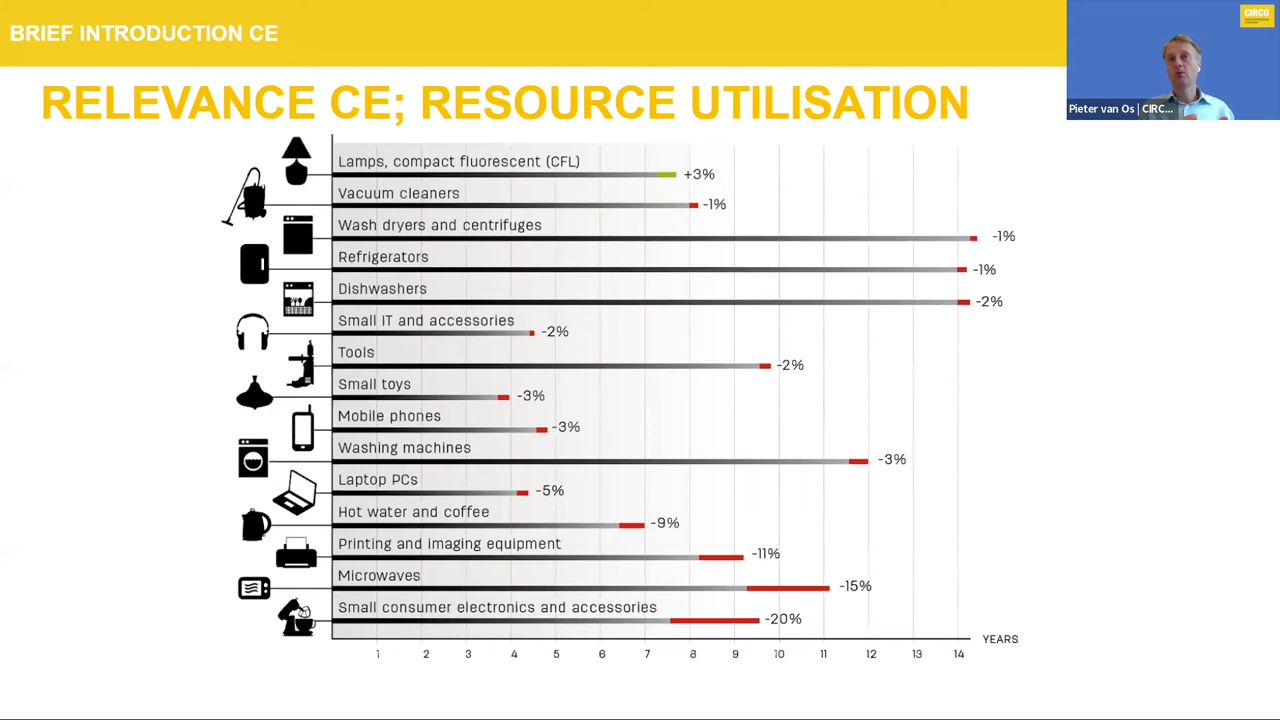 BRIEF INTRODUCTION CE
CIRCO
RELEVANCE CE; RESOURCE UTILISATION
Pieter van Os | CIRC...
Lamps, compact fluorescent (CFL)
+3%
Vacuum cleaners
-1%
Wash dryers and centrifuges
-1%
Refrigerators
-1%
Dishwashers
-2%
Small IT and accessories
-2%
Tools
-2%
Small toys
-3%
Mobile phones
-3%
Washing machines
-3%
Laptop PCs
-5%
Hot water and coffee
-9%
Printing and imaging equipment
-11%
Microwaves
-15%
Small consumer electronics and accessories
-20%
YEARS
1 2 3 4 5 6 7 8 9 10 11 12 13 14